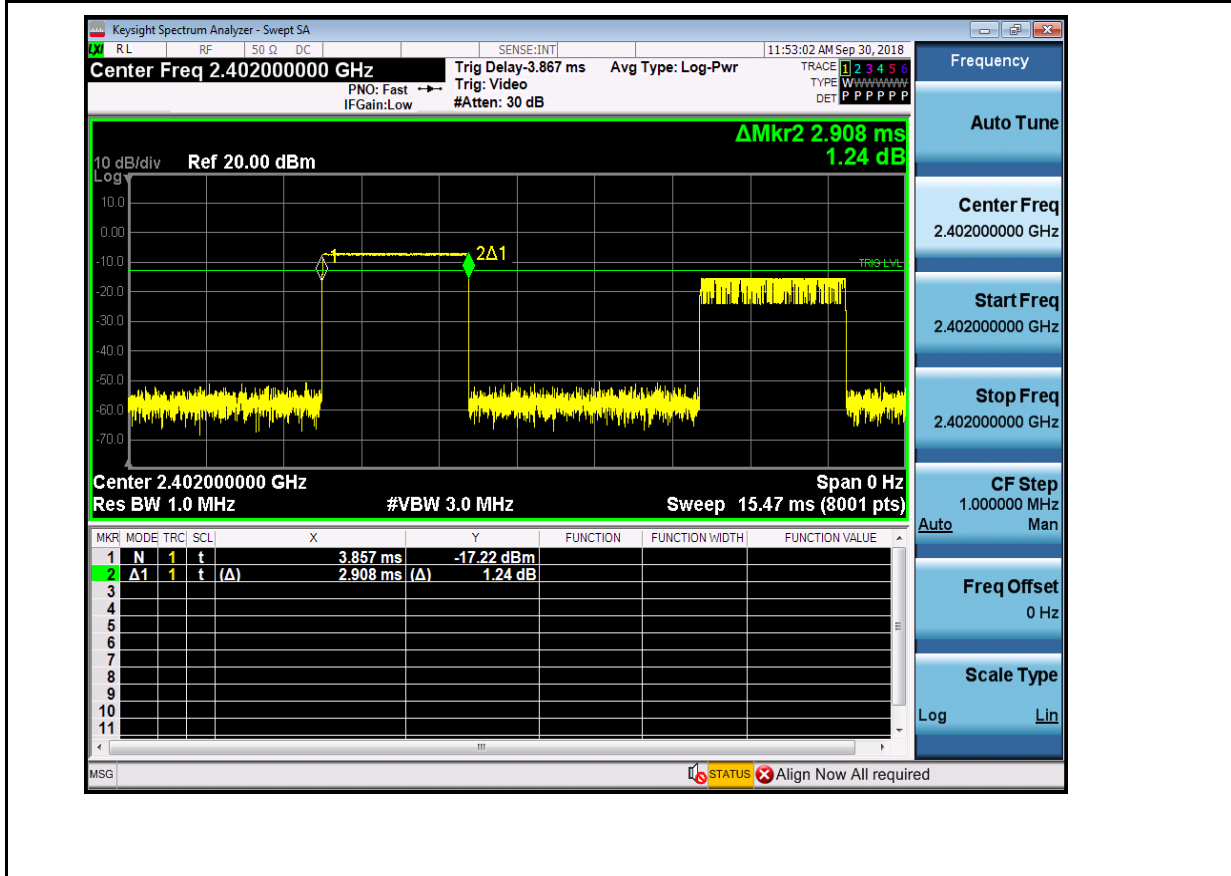 Keysight Spectrum Analyzer - Swept SA
LXI RL RF 50 Ω DC SENSE:INT 11:53:02 AM Sep 30, 2018
Center Freq 2.402000000 GHz
PNO: Fast
IFGain:Low
Trig Delay-3.867 ms
Trig: Video
#Atten: 30 dB
Avg Type: Log-Pwr
TRACE 1 2 3 4 5 6
TYPE WWWWWW
DET P P P P P P
ΔMkr2 2.908 ms
1.24 dB
10 dB/div Ref 20.00 dBm
Log
10.0
0.00
-10.0
-20.0
-30.0
-40.0
-50.0
-60.0
-70.0
1
2Δ1
TRIG LVL
Center 2.402000000 GHz Span 0 Hz
Res BW 1.0 MHz #VBW 3.0 MHz Sweep 15.47 ms (8001 pts)
MKR MODE TRC SCL X Y FUNCTION FUNCTION WIDTH FUNCTION VALUE
1 N 1 t 3.857 ms -17.22 dBm
2 Δ1 1 t (Δ) 2.908 ms (Δ) 1.24 dB
3
4
5
6
7
8
9
10
11
MSG STATUS Align Now All required
Frequency
Auto Tune
Center Freq
2.402000000 GHz
Start Freq
2.402000000 GHz
Stop Freq
2.402000000 GHz
CF Step
1.000000 MHz
Auto Man
Freq Offset
0 Hz
Scale Type
Log Lin